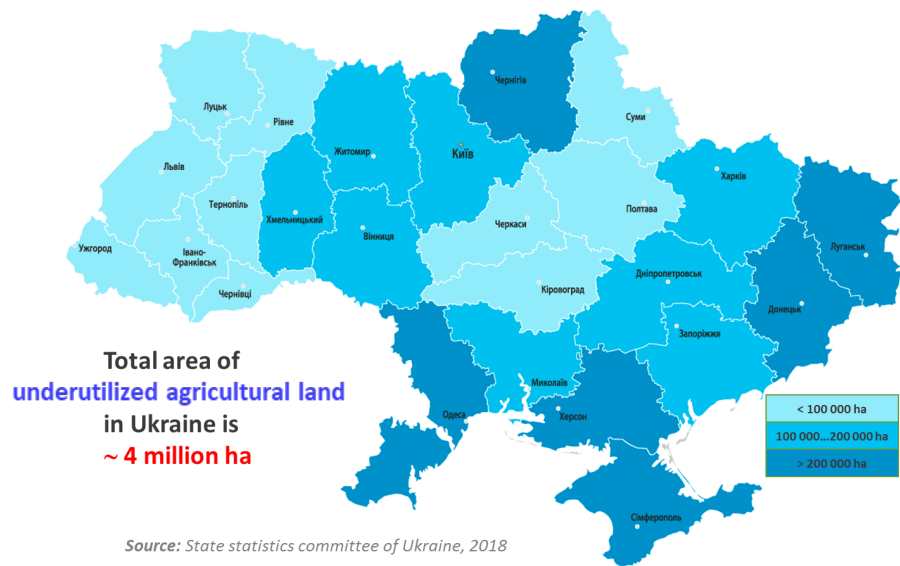 Чернігів
Луцьк
Рівне
Суми
Житомир
Київ
Львів
Харків
Тернопіль
Хмельницький
Полтава
Черкаси
Вінниця
Ужгород
Івано-
Франківськ
Луганськ
Чернівці
Кіровоград
Дніпропетровськ
Донецьк
Запоріжжя
Миколаїв
Одеса
Херсон
Сімферополь
Total area of
underutilized agricultural land
in Ukraine is
~ 4 million ha
< 100 000 ha
100 000...200 000 ha
> 200 000 ha
Source: State statistics committee of Ukraine, 2018